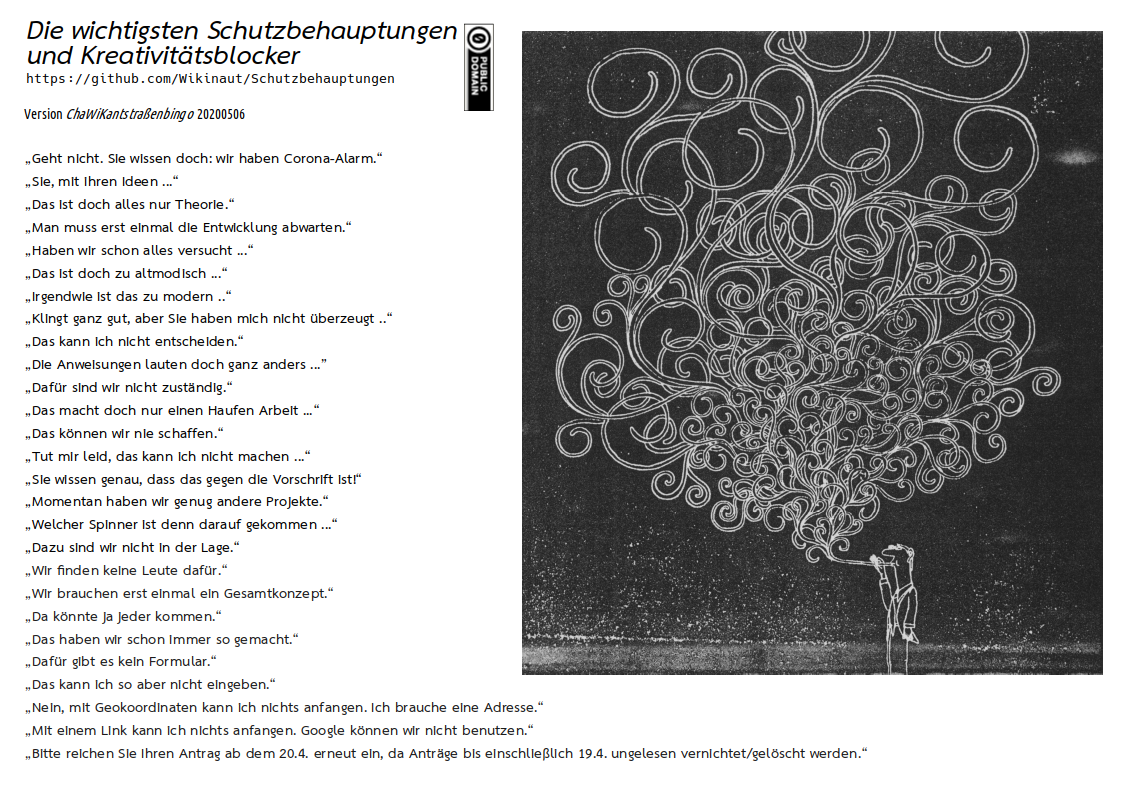 Die wichtigsten Schutzbehauptungen
und Kreativitätsblocker
https://github.com/Wikinaut/Schutzbehauptungen
PUBLIC DOMAIN
Version ChaWiKantstraßenbingo 20200506
„Geht nicht. Sie wissen doch: wir haben Corona-Alarm.“
„Sie, mit Ihren Ideen ...“
„Das ist doch alles nur Theorie.“
„Man muss erst einmal die Entwicklung abwarten.“
„Haben wir schon alles versucht ...“
„Das ist doch zu altmodisch ...“
„Irgendwie ist das zu modern ..“
„Klingt ganz gut, aber Sie haben mich nicht überzeugt ..“
„Das kann ich nicht entscheiden.“
„Die Anweisungen lauten doch ganz anders ...”
„Dafür sind wir nicht zuständig.“
„Das macht doch nur einen Haufen Arbeit ...“
„Das können wir nie schaffen.“
„Tut mir leid, das kann ich nicht machen ...“
„Sie wissen genau, dass das gegen die Vorschrift ist!“
„Momentan haben wir genug andere Projekte.“
„Welcher Spinner ist denn darauf gekommen ...“
„Dazu sind wir nicht in der Lage.“
„Wir finden keine Leute dafür.“
„Wir brauchen erst einmal ein Gesamtkonzept.“
„Da könnte ja jeder kommen.“
„Das haben wir schon immer so gemacht.“
„Dafür gibt es kein Formular.“
„Das kann ich so aber nicht eingeben.“
„Nein, mit Geokoordinaten kann ich nichts anfangen. Ich brauche eine Adresse.“
„Mit einem Link kann ich nichts anfangen. Google können wir nicht benutzen.“
„Bitte reichen Sie Ihren Antrag ab dem 20.4. erneut ein, da Anträge bis einschließlich 19.4. ungelesen vernichtet/gelöscht werden.“